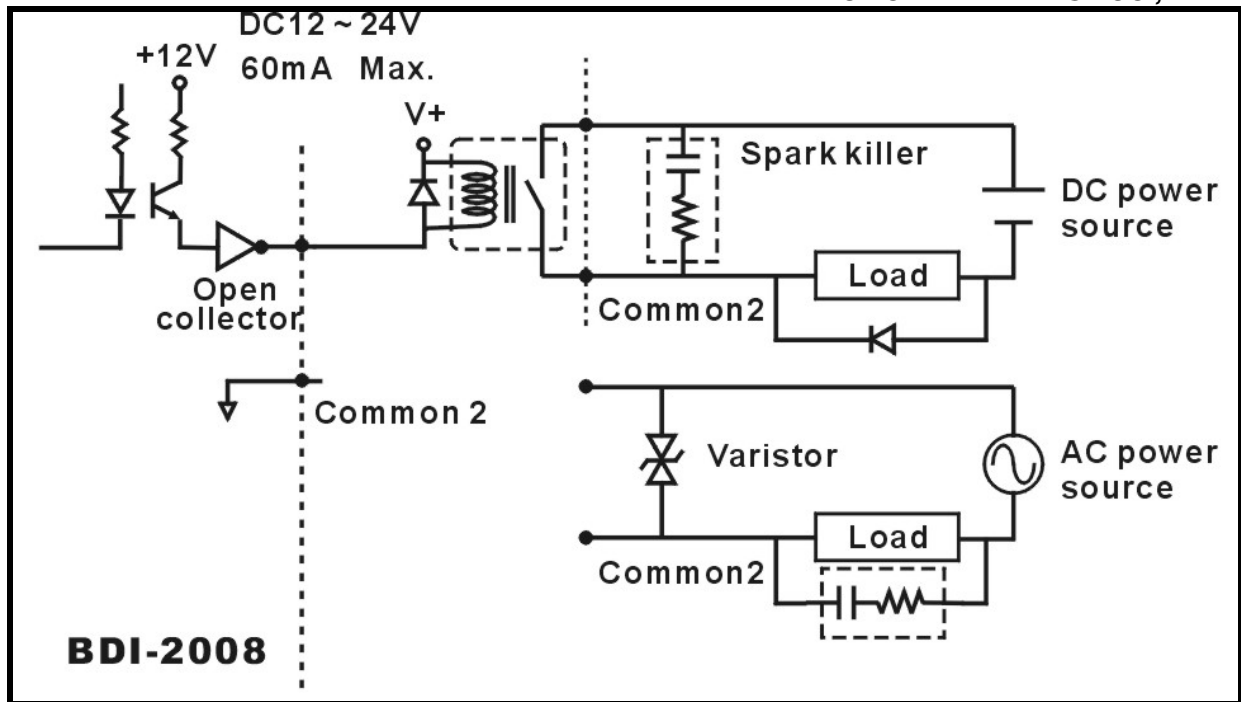 DC12 ~ 24V
+12V
60mA Max.
V+
Spark killer
DC power
source
Load
Open
collector
Common2
Common 2
Varistor
AC power
source
Load
Common2
BDI-2008